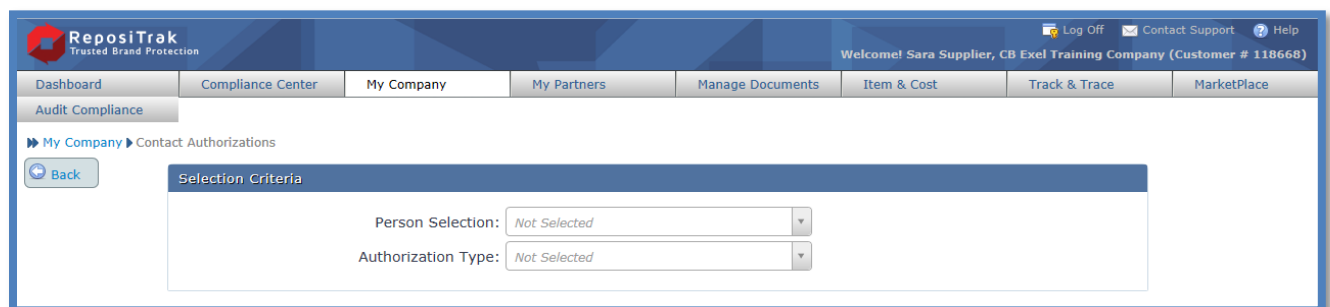 ReposiTrak
Trusted Brand Protection
Log Off Contact Support Help
Welcome! Sara Supplier, CB Exel Training Company (Customer # 118668)
Dashboard Compliance Center My Company My Partners Manage Documents Item & Cost Track & Trace MarketPlace
Audit Compliance
My Company Contact Authorizations
Back
Selection Criteria
Person Selection: Not Selected
Authorization Type: Not Selected